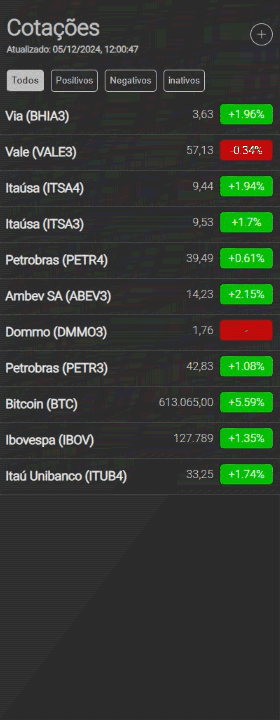 Cotações
Atualizado: 05/12/2024, 12:00:47
Todos Positivos Negativos inativos
Via (BHIA3) 3,63 +1.96%
Vale (VALE3) 57,13 -0.34%
Itaúsa (ITSA4) 9,44 +1.94%
Itaúsa (ITSA3) 9,53 +1.7%
Petrobras (PETR4) 39,49 +0.61%
Ambev SA (ABEV3) 14,23 +2.15%
Dommo (DMMO3) 1,76 -
Petrobras (PETR3) 42,83 +1.08%
Bitcoin (BTC) 613.065,00 +5.59%
Ibovespa (IBOV) 127.789 +1.35%
Itaú Unibanco (ITUB4) 33,25 +1.74%